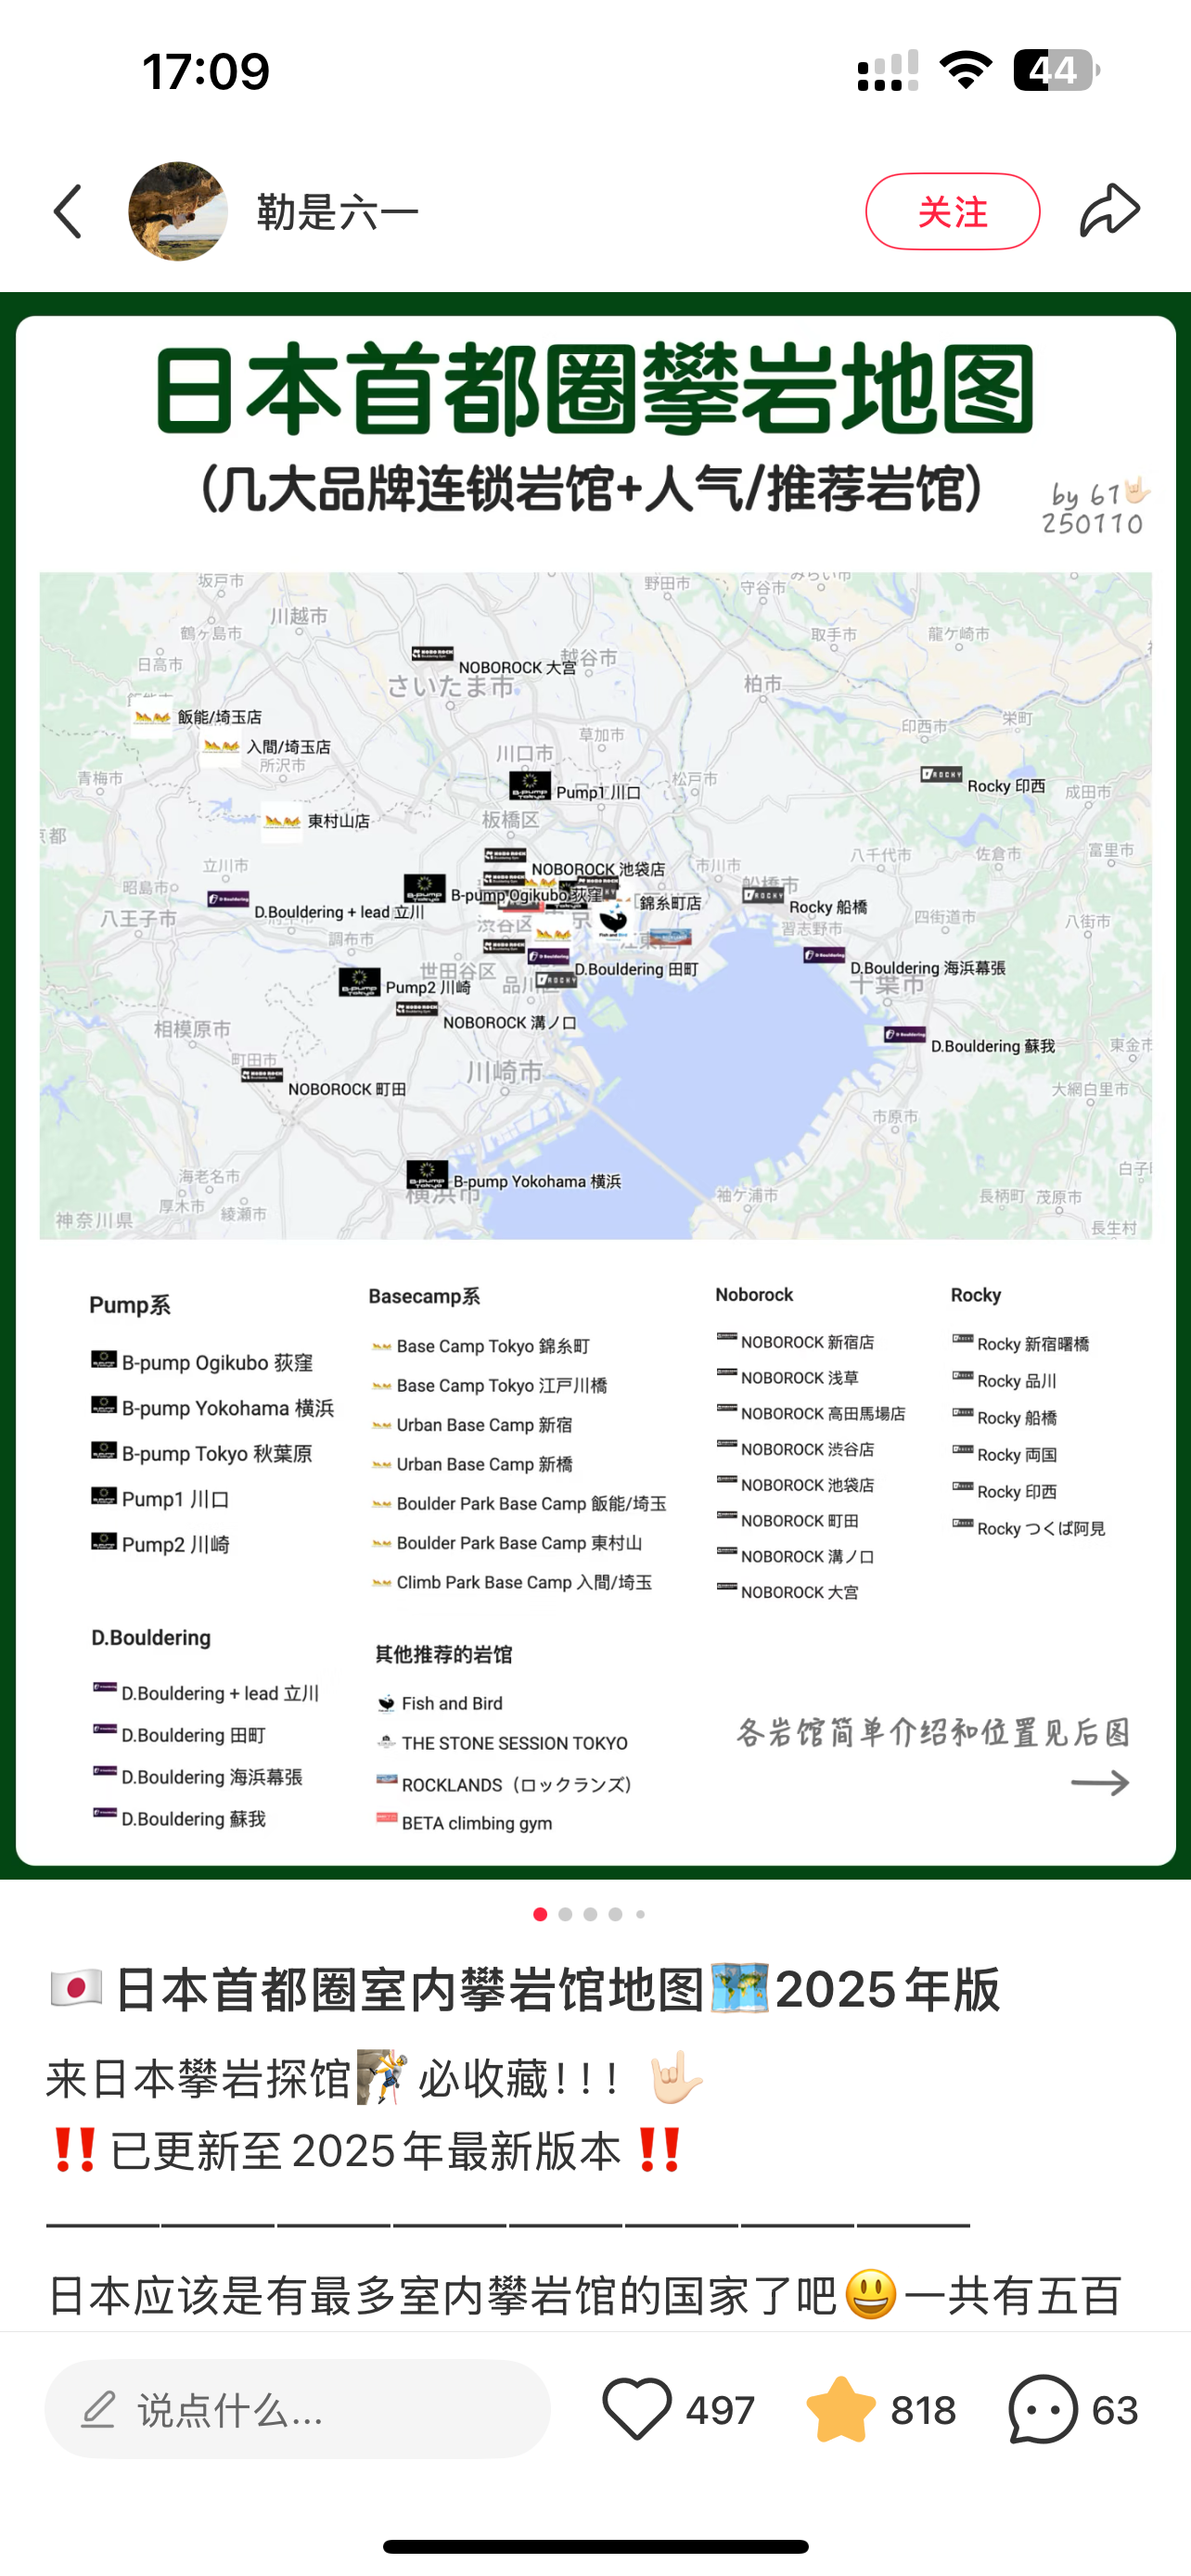 17:09
44
勒是六一
关注
日本首都圈攀岩地图
（几大品牌连锁岩馆+人气/推荐岩馆）
by 61
250110
坂戸市
野田市
守谷市
川越市
鶴ヶ島市
取手市
龍ケ崎市
日高市
NOBOROCK 大宮
越谷市
さいたま市
柏市
飯能/埼玉店
栄町
印西市
入間/埼玉店
草加市
川口市
所沢市
青梅市
松戸市
Pump1 川口
Rocky 印西
成田市
板橋区
東村山店
京都
富里市
立川市
NOBOROCK 池袋店
市川市
八千代市
佐倉市
昭島市
船橋市
B-pump Ogikubo 荻窪
錦糸町店
Rocky 船橋
D.Bouldering + lead 立川
八王子市
四街道市
八街市
渋谷区
習志野市
調布市
江東区
世田谷区
D.Bouldering 田町
D.Bouldering 海浜幕張
千葉市
Pump2 川崎
品川区
NOBOROCK 溝ノ口
相模原市
D.Bouldering 蘇我
東金市
町田市
川崎市
NOBOROCK 町田
大網白里市
市原市
海老名市
B-pump Yokohama 横浜
横浜市
袖ケ浦市
長柄町
茂原市
厚木市
綾瀬市
神奈川県
長生村
Pump系
B-pump Ogikubo 荻窪
B-pump Yokohama 横浜
B-pump Tokyo 秋葉原
Pump1 川口
Pump2 川崎
Basecamp系
Base Camp Tokyo 錦糸町
Base Camp Tokyo 江戸川橋
Urban Base Camp 新宿
Urban Base Camp 新橋
Boulder Park Base Camp 飯能/埼玉
Boulder Park Base Camp 東村山
Climb Park Base Camp 入間/埼玉
Noborock
NOBOROCK 新宿店
NOBOROCK 浅草
NOBOROCK 高田馬場店
NOBOROCK 渋谷店
NOBOROCK 池袋店
NOBOROCK 町田
NOBOROCK 溝ノ口
NOBOROCK 大宮
Rocky
Rocky 新宿曙橋
Rocky 品川
Rocky 船橋
Rocky 両国
Rocky 印西
Rocky つくば阿見
D.Bouldering
D.Bouldering + lead 立川
D.Bouldering 田町
D.Bouldering 海浜幕張
D.Bouldering 蘇我
其他推荐的岩馆
Fish and Bird
THE STONE SESSION TOKYO
ROCKLANDS（ロックランズ）
BETA climbing gym
各岩馆简单介绍和位置见后图
🇯🇵日本首都圈室内攀岩馆地图🗺️2025年版
来日本攀岩探馆🧗必收藏！！！🤟🏻
‼️已更新至2025年最新版本‼️
————————
日本应该是有最多室内攀岩馆的国家了吧😃一共有五百
说点什么...
497
818
63